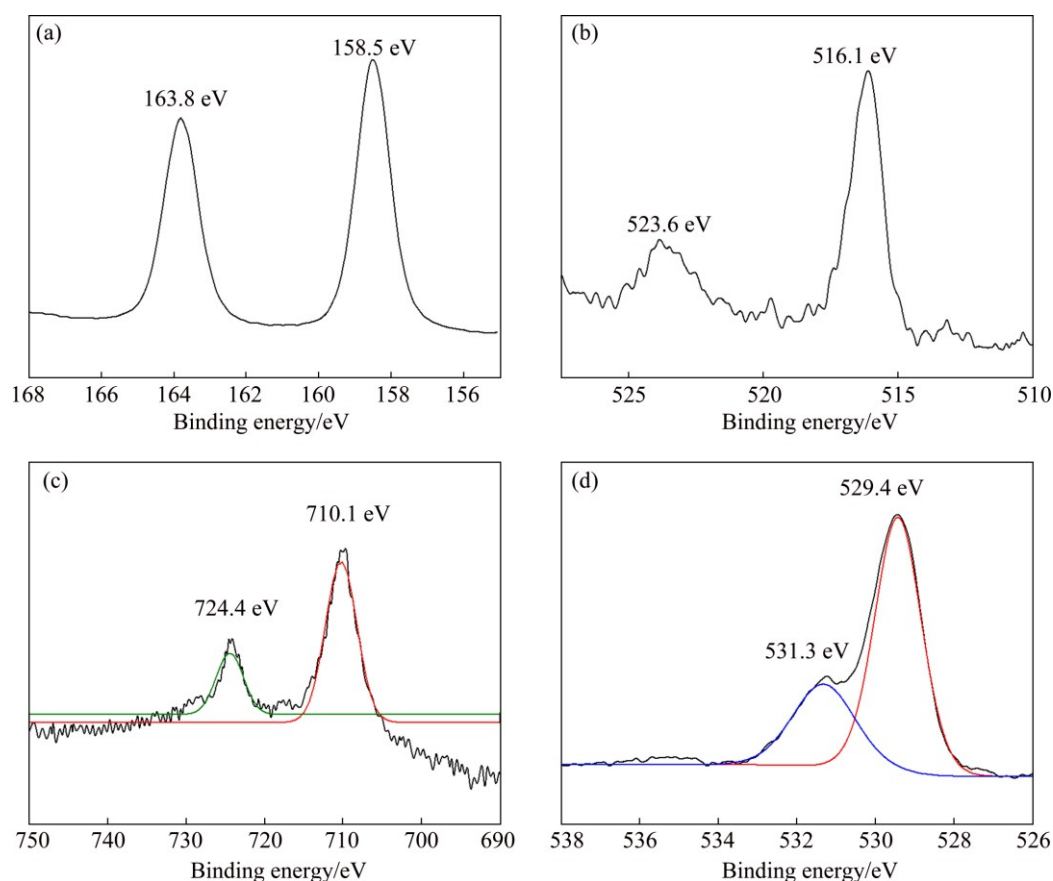 (a)
163.8 eV
158.5 eV
168 166 164 162 160 158 156
Binding energy/eV
(b)
516.1 eV
523.6 eV
525 520 515 510
Binding energy/eV
(c)
710.1 eV
724.4 eV
750 740 730 720 710 700 690
Binding energy/eV
(d)
529.4 eV
531.3 eV
538 536 534 532 530 528 526
Binding energy/eV